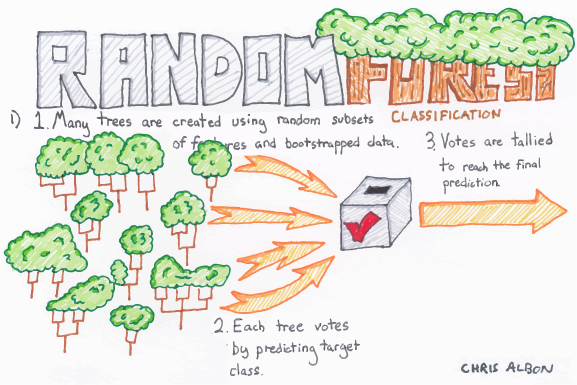 RANDOM FOREST
CLASSIFICATION
1) 1. Many trees are created using random subsets
of features and bootstrapped data.
3. Votes are tallied
to reach the final
prediction
2. Each tree votes
by predicting target
class.
CHRIS ALBON